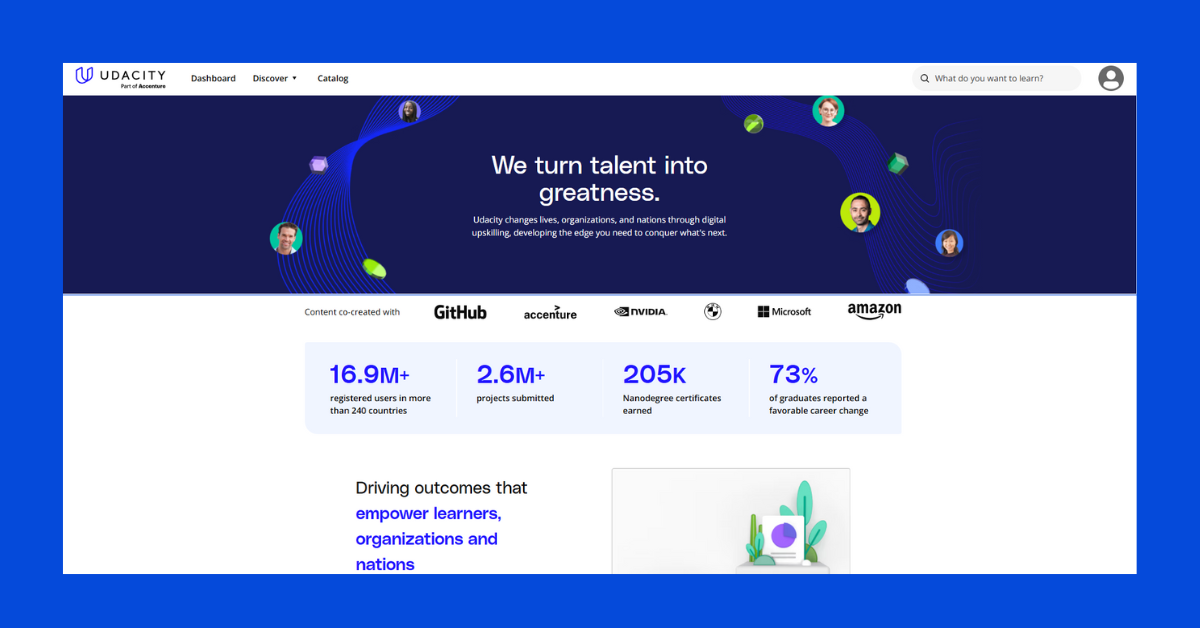 UDACITY
Part of Accenture
Dashboard
Discover
Catalog
What do you want to learn?
We turn talent into
greatness.
Udacity changes lives, organizations, and nations through digital
upskilling, developing the edge you need to conquer what's next.
Content co-created with
GitHub
accenture
NVIDIA.
Microsoft
amazon
16.9M+
registered users in more
than 240 countries
2.6M+
projects submitted
205K
Nanodegree certificates
earned
73%
of graduates reported a
favorable career change
Driving outcomes that
empower learners,
organizations and
nations